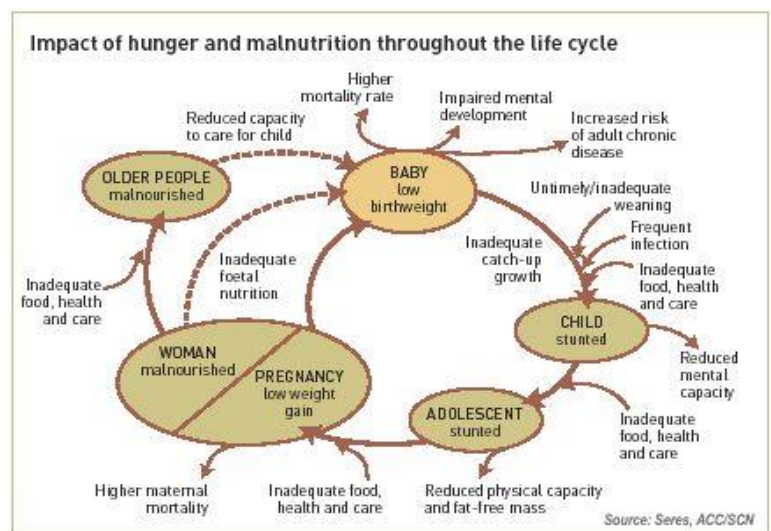 Impact of hunger and malnutrition throughout the life cycle
Higher
mortality rate
Impaired mental
development
Increased risk
of adult chronic
disease
Reduced capacity
to care for child
OLDER PEOPLE
malnourished
BABY
low
birthweight
Untimely/inadequate
weaning
Frequent
infection
Inadequate
catch-up
growth
Inadequate
food, health
and care
Inadequate
foetal
nutrition
Inadequate
food, health
and care
CHILD
stunted
Reduced
mental
capacity
WOMAN
malnourished
PREGNANCY
low weight
gain
ADOLESCENT
stunted
Inadequate
food, health
and care
Higher maternal
mortality
Inadequate food,
health and care
Reduced physical capacity
and fat-free mass
Source: Seres, ACC/SCN